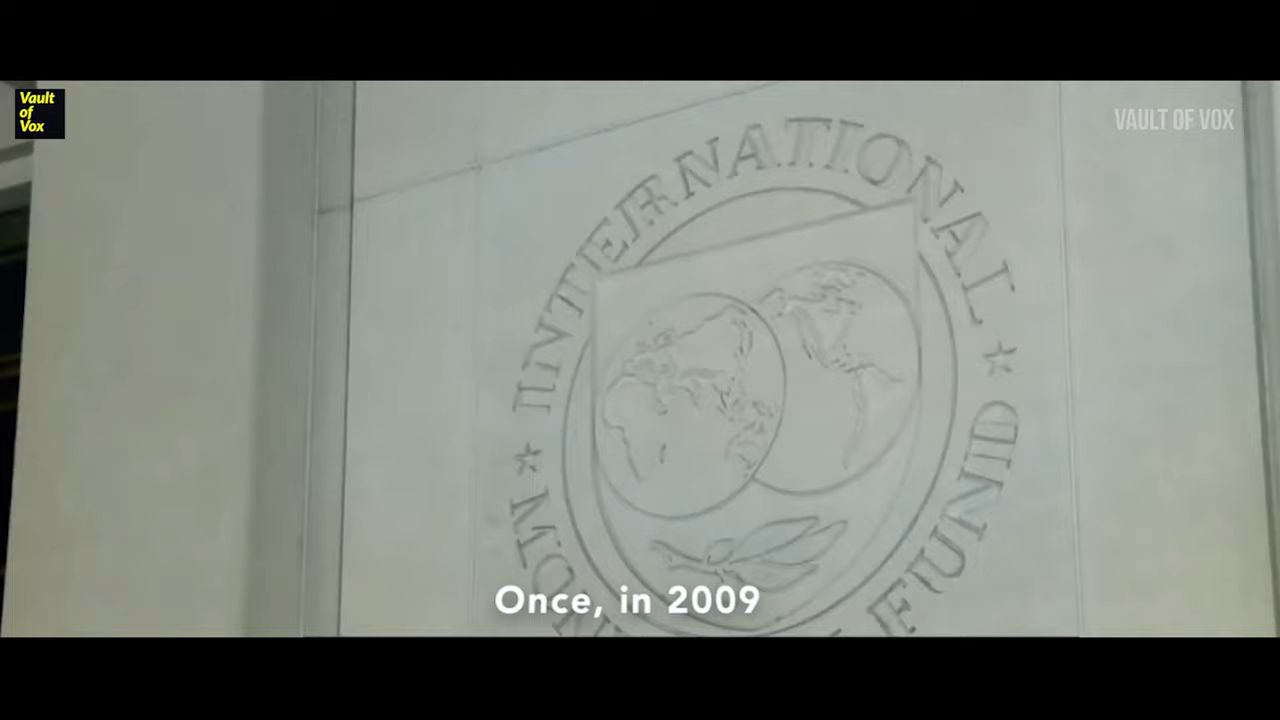 Vault
of
Vox
VAULT OF VOX
INTERNATIONAL
FUND
Once, in 2009